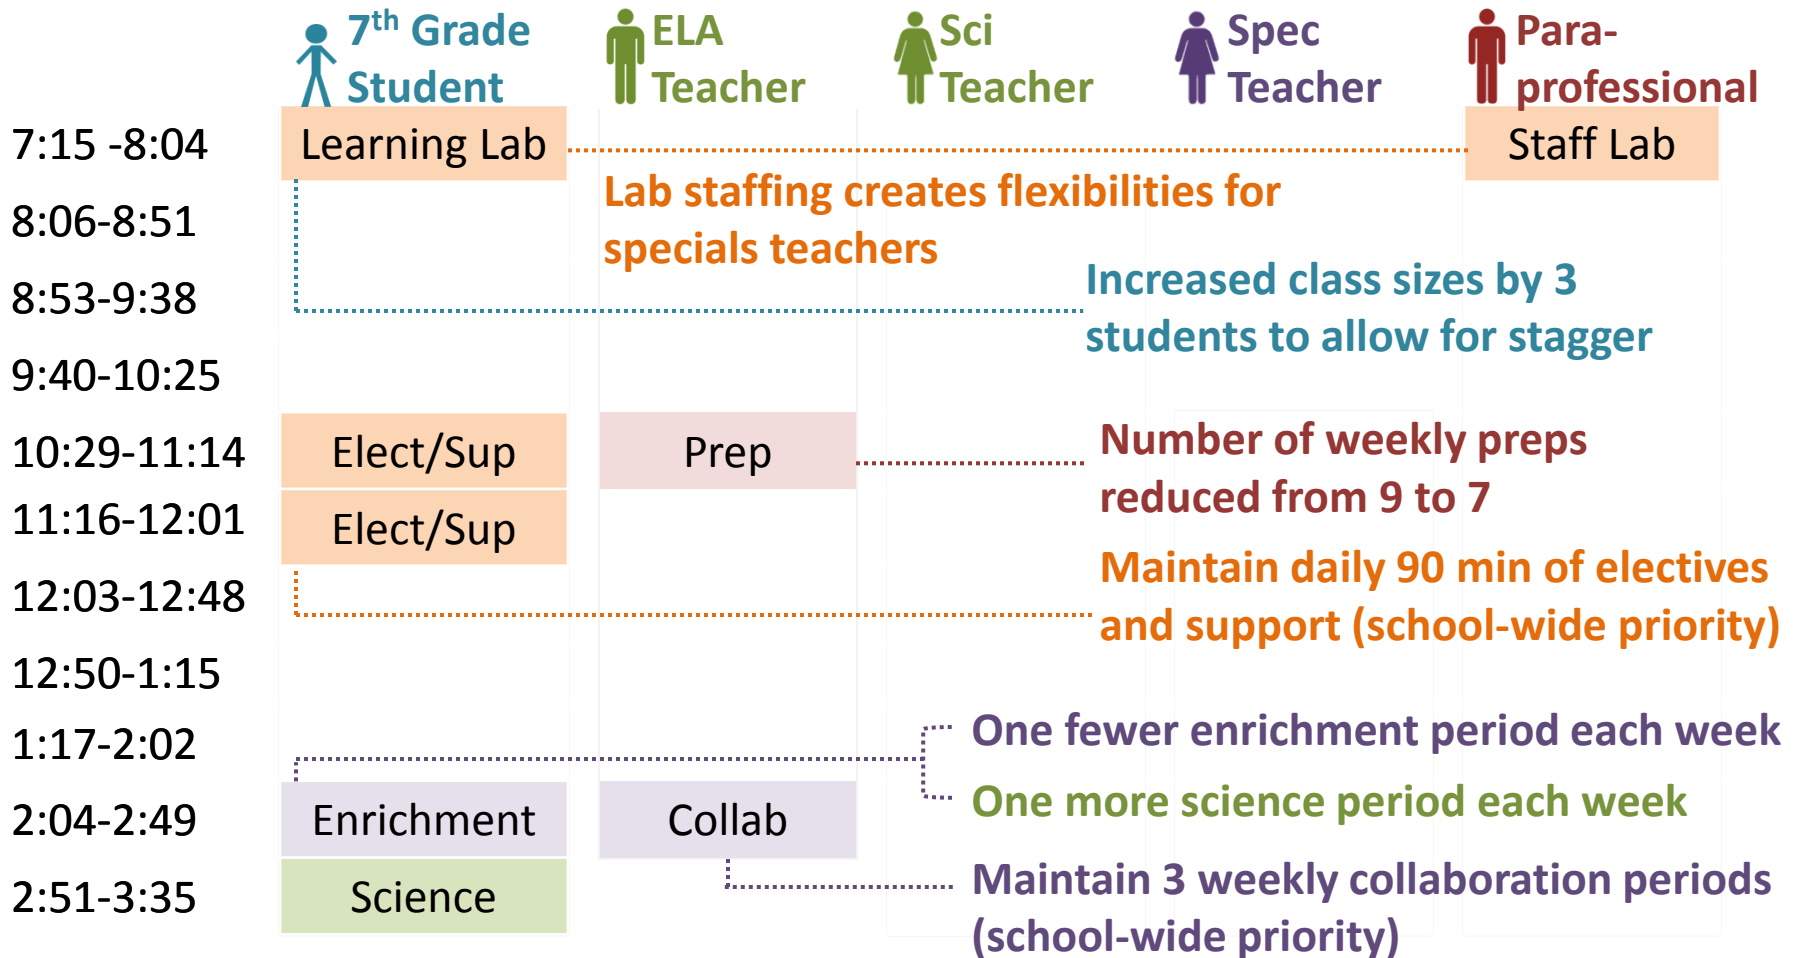 7th Grade
Student
ELA
Teacher
Sci
Teacher
Spec
Teacher
Para-
professional
7:15 -8:04
Learning Lab
Staff Lab
Lab staffing creates flexibilities for
specials teachers
8:06-8:51
8:53-9:38
Increased class sizes by 3
students to allow for stagger
9:40-10:25
10:29-11:14
Elect/Sup
Prep
Number of weekly preps
reduced from 9 to 7
11:16-12:01
Elect/Sup
Maintain daily 90 min of electives
and support (school-wide priority)
12:03-12:48
12:50-1:15
1:17-2:02
One fewer enrichment period each week
One more science period each week
2:04-2:49
Enrichment
Collab
2:51-3:35
Science
Maintain 3 weekly collaboration periods
(school-wide priority)